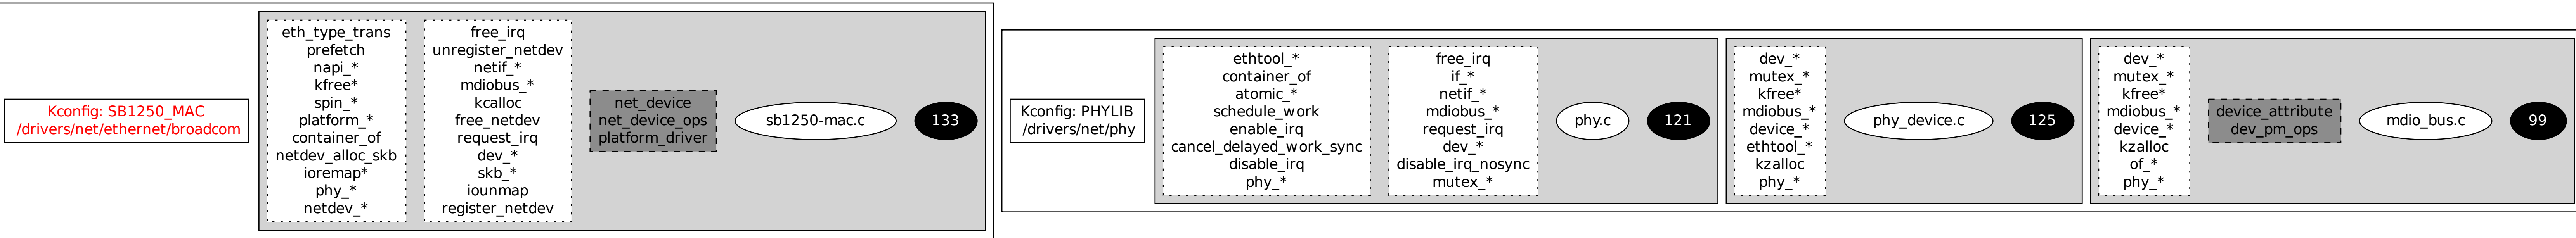 Kconfig: SB1250_MAC
/drivers/net/ethernet/broadcom
eth_type_trans
prefetch
napi_*
kfree*
spin_*
platform_*
container_of
netdev_alloc_skb
ioremap*
phy_*
netdev_*
free_irq
unregister_netdev
netif_*
mdiobus_*
kcalloc
free_netdev
request_irq
dev_*
skb_*
iounmap
register_netdev
net_device
net_device_ops
platform_driver
sb1250-mac.c
133
Kconfig: PHYLIB
/drivers/net/phy
ethtool_*
container_of
atomic_*
schedule_work
enable_irq
cancel_delayed_work_sync
disable_irq
phy_*
free_irq
if_*
netif_*
mdiobus_*
request_irq
dev_*
disable_irq_nosync
mutex_*
phy.c
121
dev_*
mutex_*
kfree*
mdiobus_*
device_*
ethtool_*
kzalloc
phy_*
phy_device.c
125
dev_*
mutex_*
kfree*
mdiobus_*
device_*
kzalloc
of_*
phy_*
device_attribute
dev_pm_ops
mdio_bus.c
99